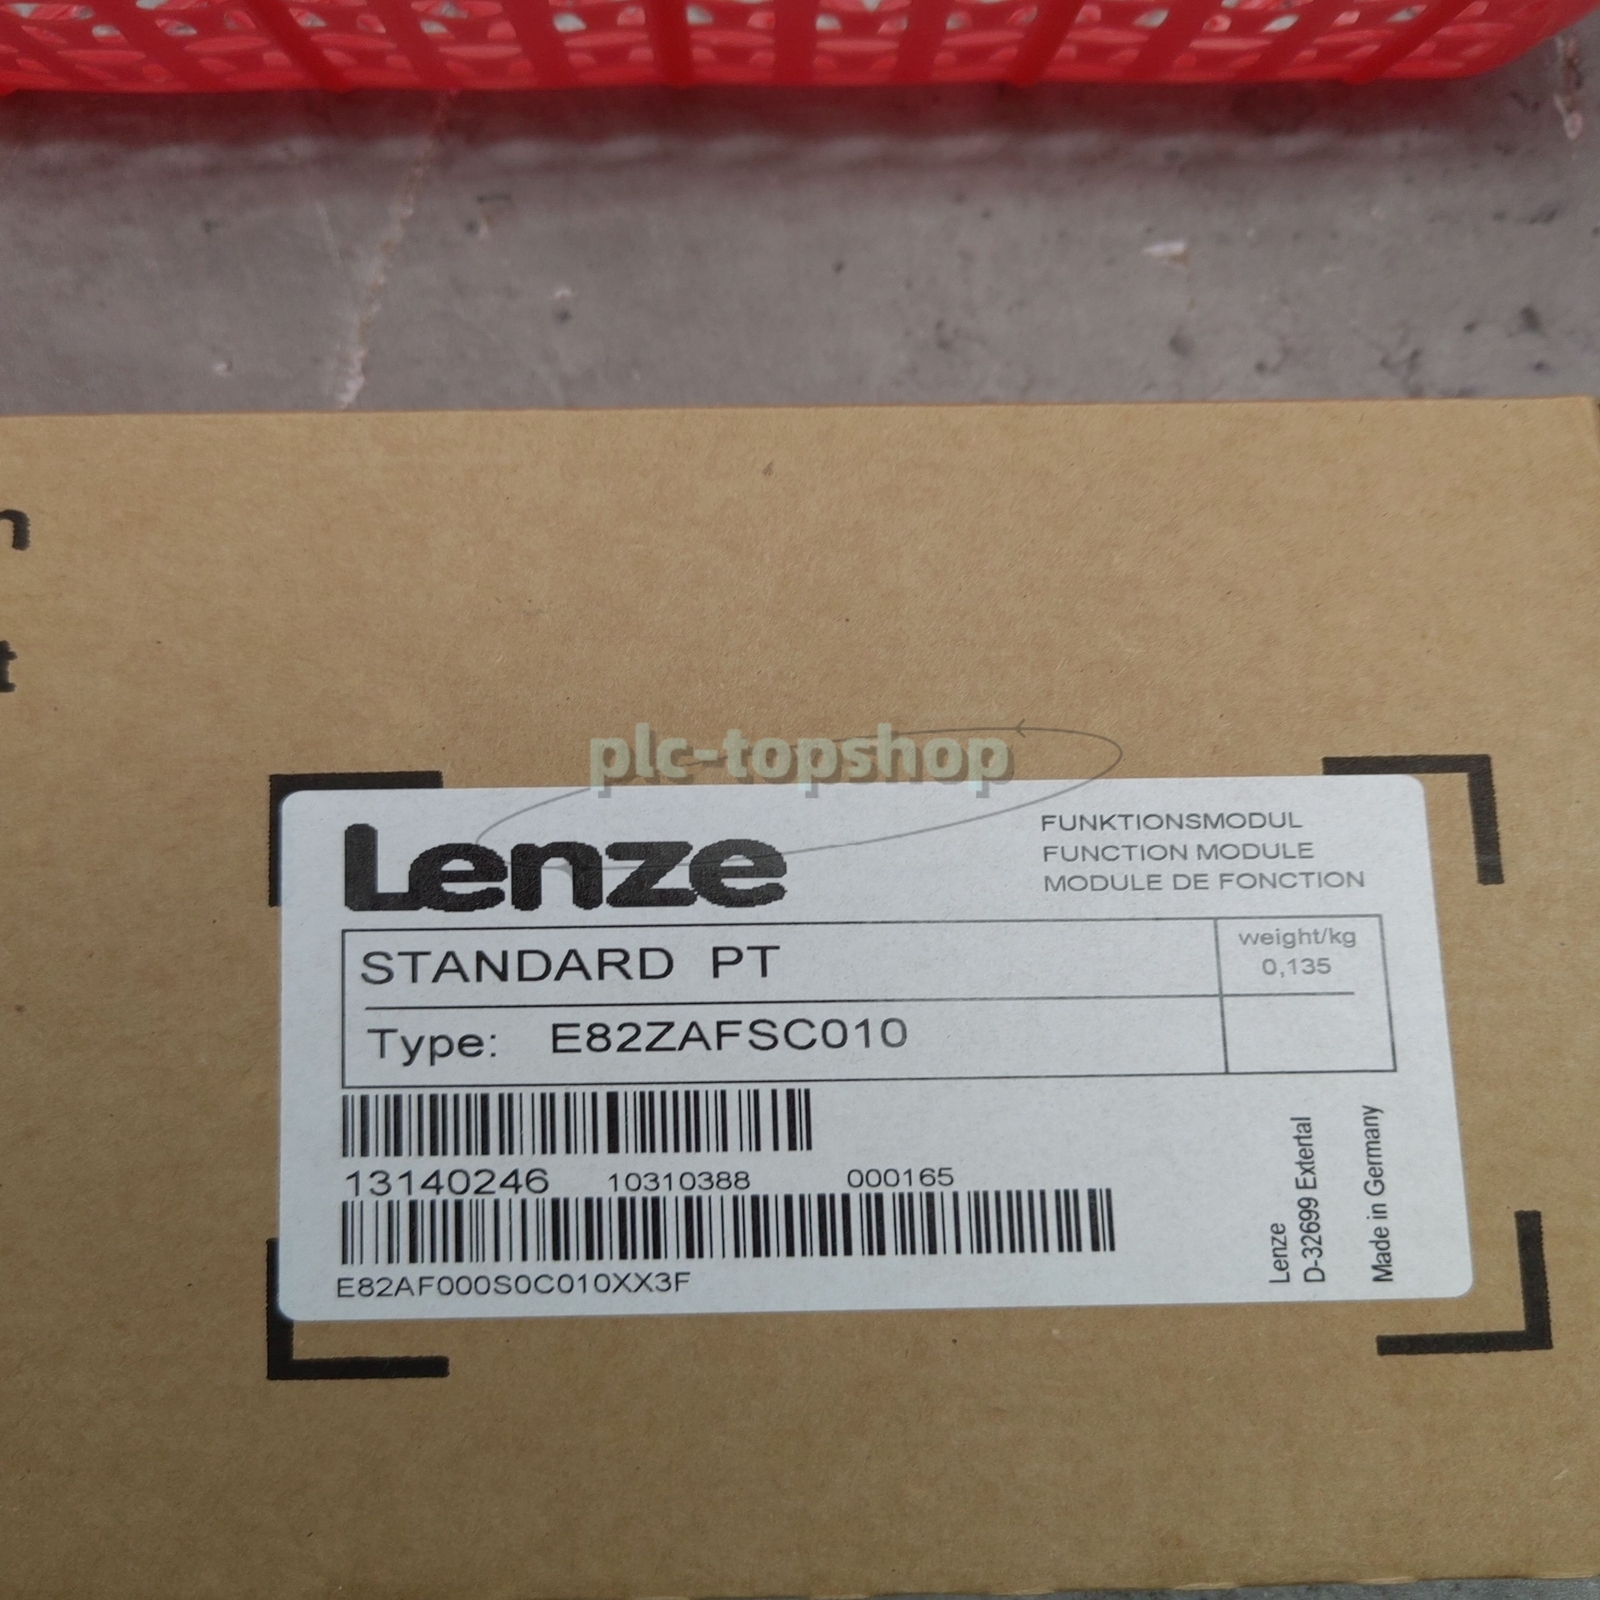 n
t
plc-topshop
Lenze
FUNKTIONSMODUL
FUNCTION MODULE
MODULE DE FONCTION
STANDARD PT
weight/kg
0,135
Type: E82ZAFSC010
13140246 10310388 000165
E82AF000S0C010XX3F
Lenze
D-32699 Extertal
Made in Germany